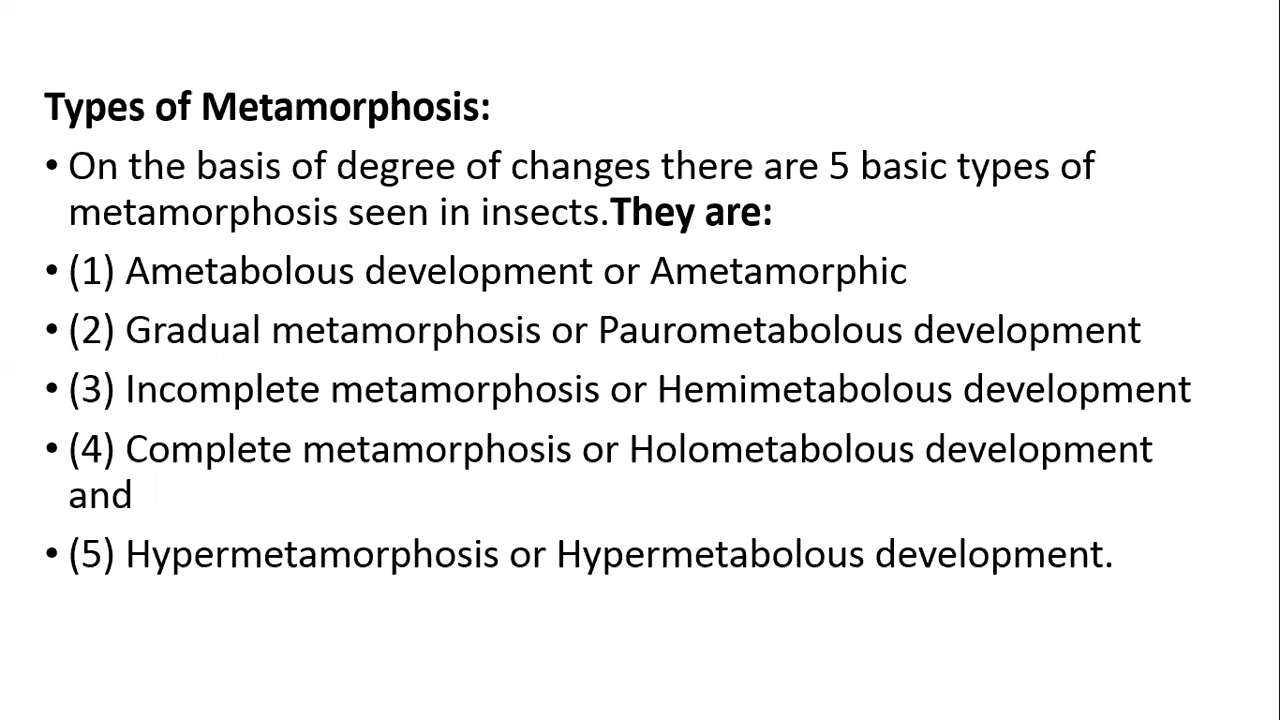 Types of Metamorphosis:
• On the basis of degree of changes there are 5 basic types of
metamorphosis seen in insects.They are:
• (1) Ametabolous development or Ametamorphic
• (2) Gradual metamorphosis or Paurometabolous development
• (3) Incomplete metamorphosis or Hemimetabolous development
• (4) Complete metamorphosis or Holometabolous development
and
• (5) Hypermetamorphosis or Hypermetabolous development.